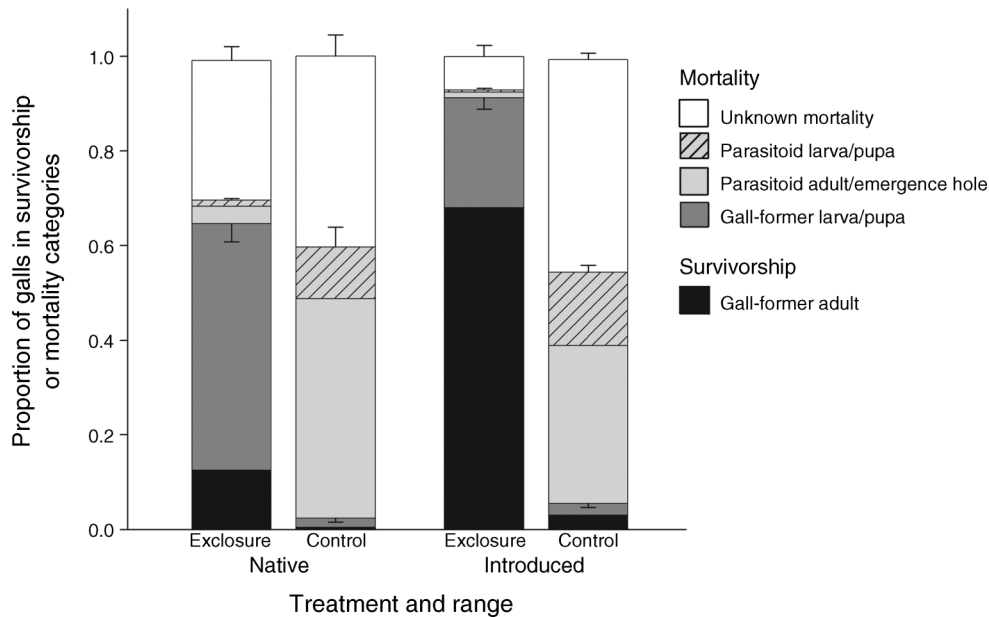 Proportion of galls in survivorship
or mortality categories
1.0
0.8
0.6
0.4
0.2
0.0
Exclosure Control Exclosure Control
Native Introduced
Treatment and range
Mortality
Unknown mortality
Parasitoid larva/pupa
Parasitoid adult/emergence hole
Gall-former larva/pupa
Survivorship
Gall-former adult